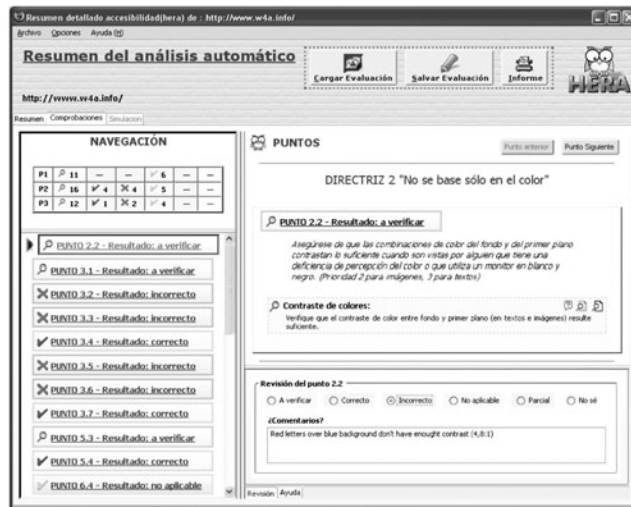 Resumen detallado accesibilidad(hera) de : http://www.w4a.info/
Archivo Opciones Ayuda (H)
Resumen del análisis automático
Cargar Evaluación Salvar Evaluación Informe
HERA
http://www.w4a.info/
Resumen Comprobaciones Simulacion
NAVEGACIÓN
P1 11 — — 6 — —
P2 16 4 4 5 — —
P3 12 1 2 4 — —
PUNTO 2.2 - Resultado: a verificar
PUNTO 3.1 - Resultado: a verificar
PUNTO 3.2 - Resultado: incorrecto
PUNTO 3.3 - Resultado: incorrecto
PUNTO 3.4 - Resultado: correcto
PUNTO 3.5 - Resultado: incorrecto
PUNTO 3.6 - Resultado: incorrecto
PUNTO 3.7 - Resultado: correcto
PUNTO 5.3 - Resultado: a verificar
PUNTO 5.4 - Resultado: correcto
PUNTO 6.4 - Resultado: no aplicable
PUNTOS
Punto anterior Punto Siguiente
DIRECTRIZ 2 "No se base sólo en el color"
PUNTO 2.2 - Resultado: a verificar
Asegúrese de que las combinaciones de color del fondo y del primer plano
contrastan lo suficiente cuando son vistas por alguien que tiene una
deficiencia de percepción del color o que utiliza un monitor en blanco y
negro. (Prioridad 2 para imágenes, 3 para textos)
Contraste de colores:
Verifique que el contraste de color entre fondo y primer plano (en textos e imágenes) resulte
suficiente.
Revisión del punto 2.2
A verificar Correcto Incorrecto No aplicable Parcial No sé
¿Comentarios?
Red letters over blue background don't have enought contrast (4,8:1)
Revisión Ayuda